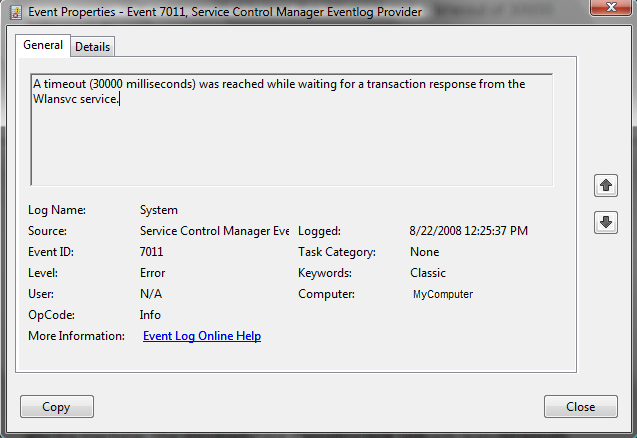 Event Properties - Event 7011, Service Control Manager Eventlog Provider
General Details
A timeout (30000 milliseconds) was reached while waiting for a transaction response from the
Wlansvc service.
Log Name: System
Source: Service Control Manager Eve Logged: 8/22/2008 12:25:37 PM
Event ID: 7011 Task Category: None
Level: Error Keywords: Classic
User: N/A Computer: MyComputer
OpCode: Info
More Information: Event Log Online Help
Copy Close